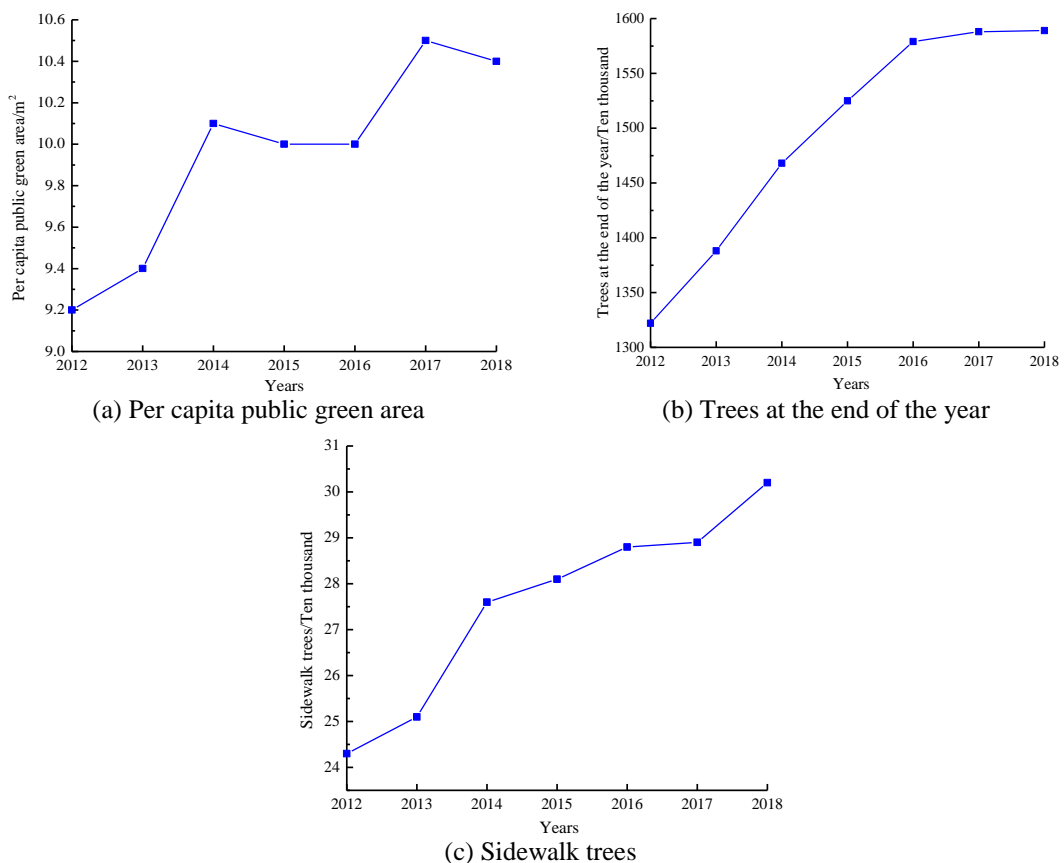 10.6
10.4
10.2
10.0
9.8
9.6
9.4
9.2
9.0
Per capita public green area/m²
2012 2013 2014 2015 2016 2017 2018
Years
(a) Per capita public green area
1600
1550
1500
1450
1400
1350
1300
Trees at the end of the year/Ten thousand
2012 2013 2014 2015 2016 2017 2018
Years
(b) Trees at the end of the year
31
30
29
28
27
26
25
24
Sidewalk trees/Ten thousand
2012 2013 2014 2015 2016 2017 2018
Years
(c) Sidewalk trees